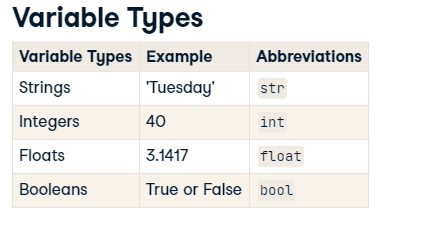 Variable Types
Variable Types Example Abbreviations
Strings 'Tuesday' str
Integers 40 int
Floats 3.1417 float
Booleans True or False bool